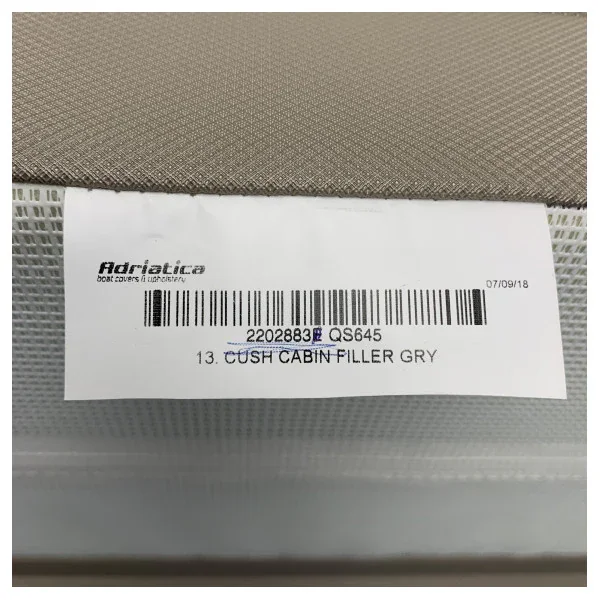 Adriatica
boat covers & upholstery
07/09/18
2202883 QS645
13. CUSH CABIN FILLER GRY